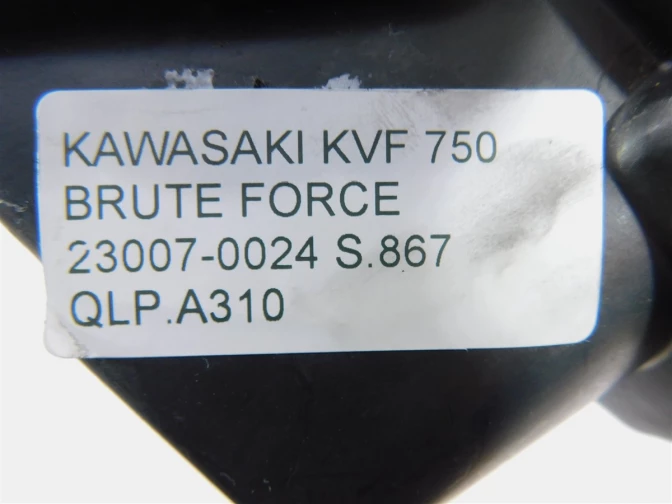 KAWASAKI KVF 750
BRUTE FORCE
23007-0024 S.867
QLP.A310